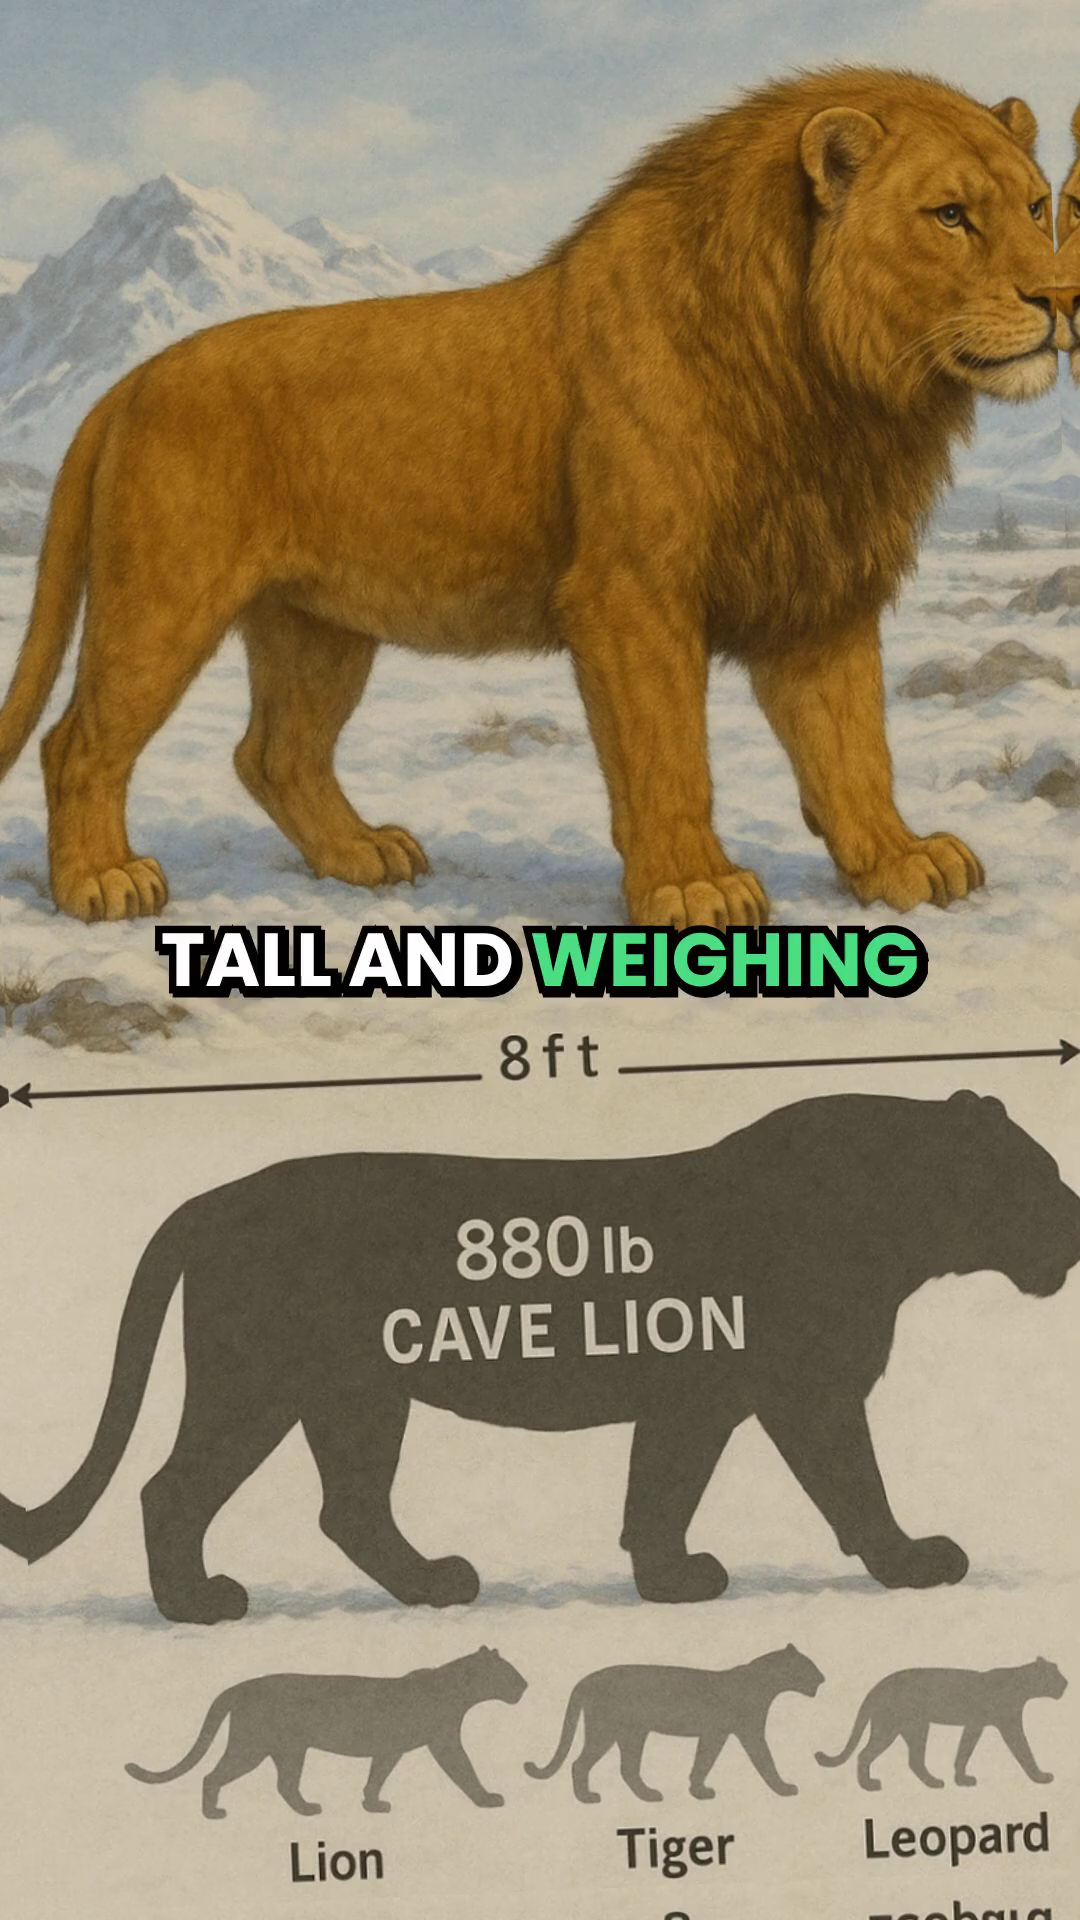 TALL AND WEIGHING
8 ft
880 lb
CAVE LION
Lion
Tiger
Leopard